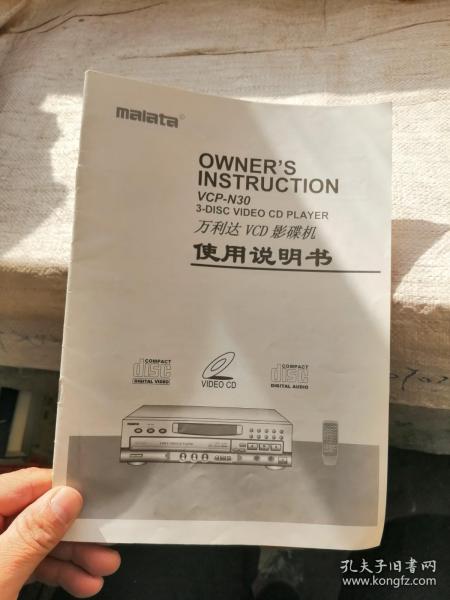 malata®
OWNER'S
INSTRUCTION
VCP-N30
3-DISC VIDEO CD PLAYER
万利达 VCD 影碟机
使用说明书
COMPACT
disc
DIGITAL VIDEO
VIDEO CD
COMPACT
disc
DIGITAL AUDIO
孔夫子旧书网
www.kongfz.com